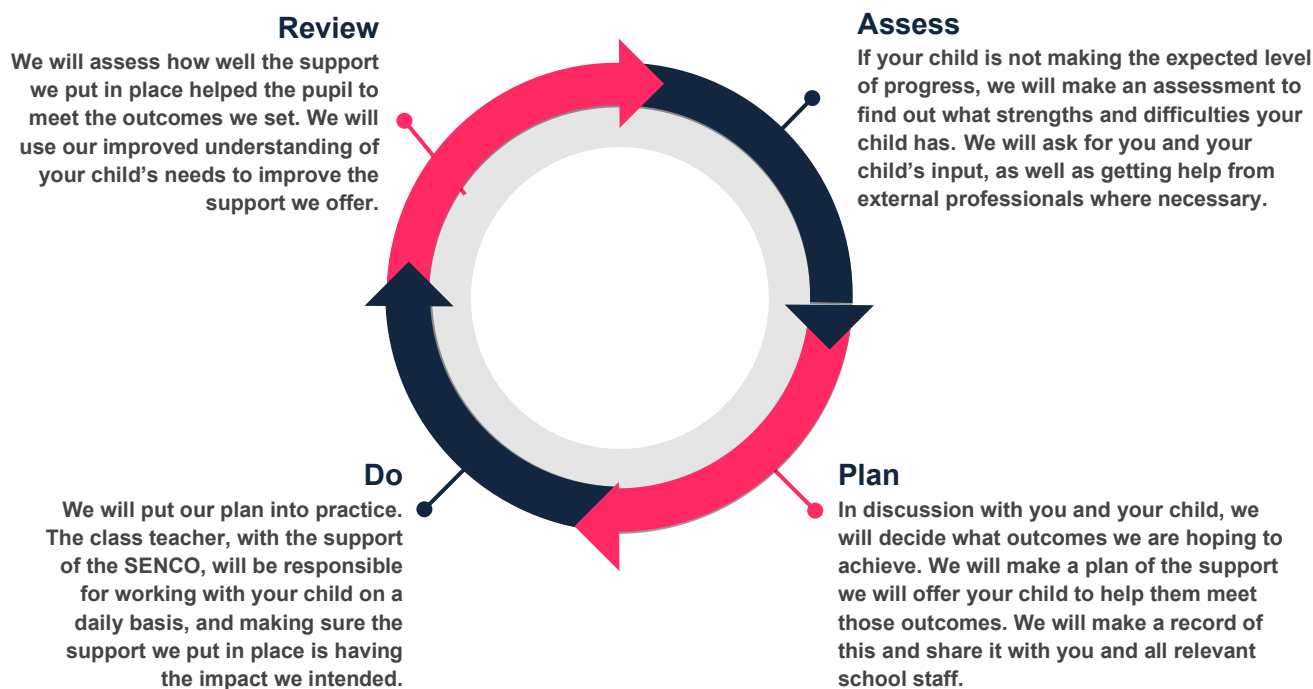 Review
We will assess how well the support
we put in place helped the pupil to
meet the outcomes we set. We will
use our improved understanding of
your child’s needs to improve the
support we offer.
Assess
If your child is not making the expected level
of progress, we will make an assessment to
find out what strengths and difficulties your
child has. We will ask for you and your
child’s input, as well as getting help from
external professionals where necessary.
Do
We will put our plan into practice.
The class teacher, with the support
of the SENCO, will be responsible
for working with your child on a
daily basis, and making sure the
support we put in place is having
the impact we intended.
Plan
In discussion with you and your child, we
will decide what outcomes we are hoping to
achieve. We will make a plan of the support
we will offer your child to help them meet
those outcomes. We will make a record of
this and share it with you and all relevant
school staff.